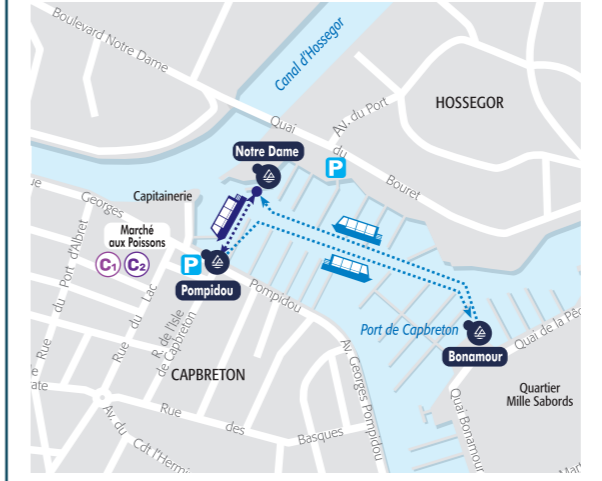 Boulevard Notre Dame
Canal d'Hossegor
HOSSEGOR
Av. du Port
Quai
du
Bouret
Notre Dame
P
Capitainerie
Georges
Marché
aux Poissons
C1 C2
P
Pompidou
Pompidou
Rue du Port d'Albret
Rue du Lac
R. de l'Isle
de Capbreton
CAPBRETON
Port de Capbreton
Bonamour
Quai de la Pê
Quartier
Mille Sabords
Quai Bonamour
Av. Georges Pompidou
Rue des Basques
Av. du
Cdt l'Hermi